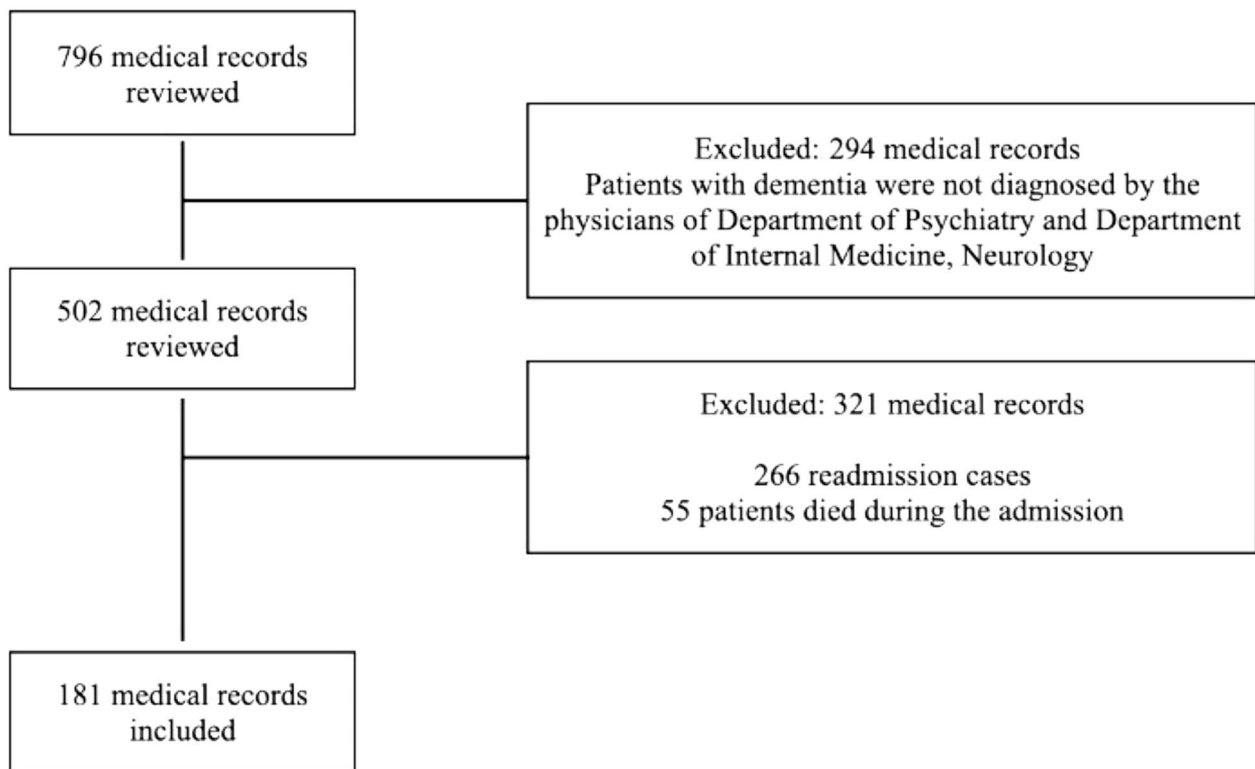 796 medical records
reviewed
Excluded: 294 medical records
Patients with dementia were not diagnosed by the
physicians of Department of Psychiatry and Department
of Internal Medicine, Neurology
502 medical records
reviewed
Excluded: 321 medical records
266 readmission cases
55 patients died during the admission
181 medical records
included